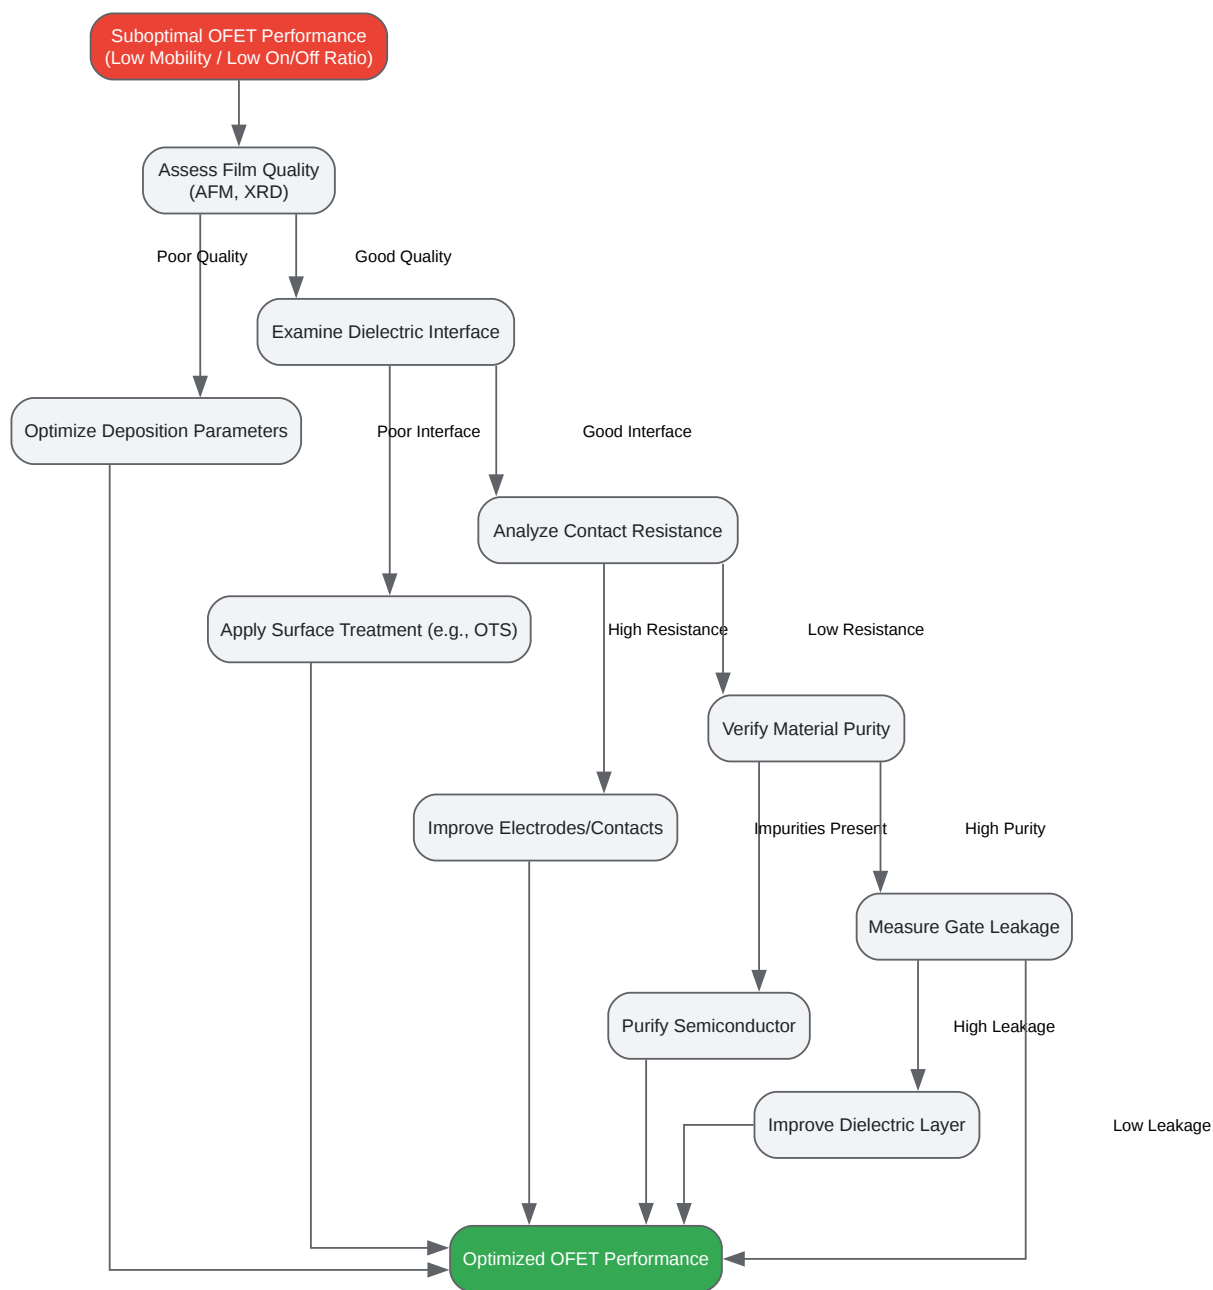 Suboptimal OFET Performance
(Low Mobility / Low On/Off Ratio)
Assess Film Quality
(AFM, XRD)
Poor Quality
Good Quality
Examine Dielectric Interface
Optimize Deposition Parameters
Poor Interface
Good Interface
Analyze Contact Resistance
Apply Surface Treatment (e.g., OTS)
High Resistance
Low Resistance
Verify Material Purity
Improve Electrodes/Contacts
Impurities Present
High Purity
Measure Gate Leakage
Purify Semiconductor
High Leakage
Improve Dielectric Layer
Low Leakage
Optimized OFET Performance